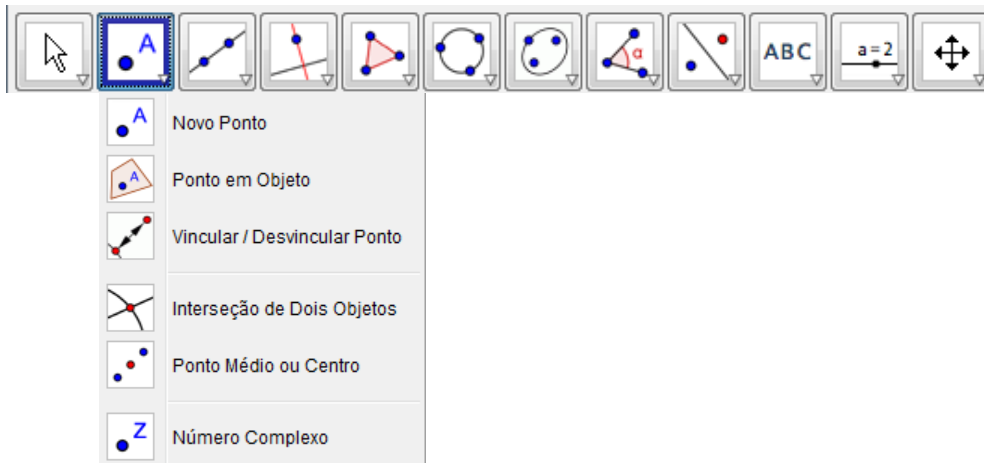 A
α
ABC
a=2
A
Novo Ponto
A
Ponto em Objeto
Vincular / Desvincular Ponto
Interseção de Dois Objetos
Ponto Médio ou Centro
Z
Número Complexo